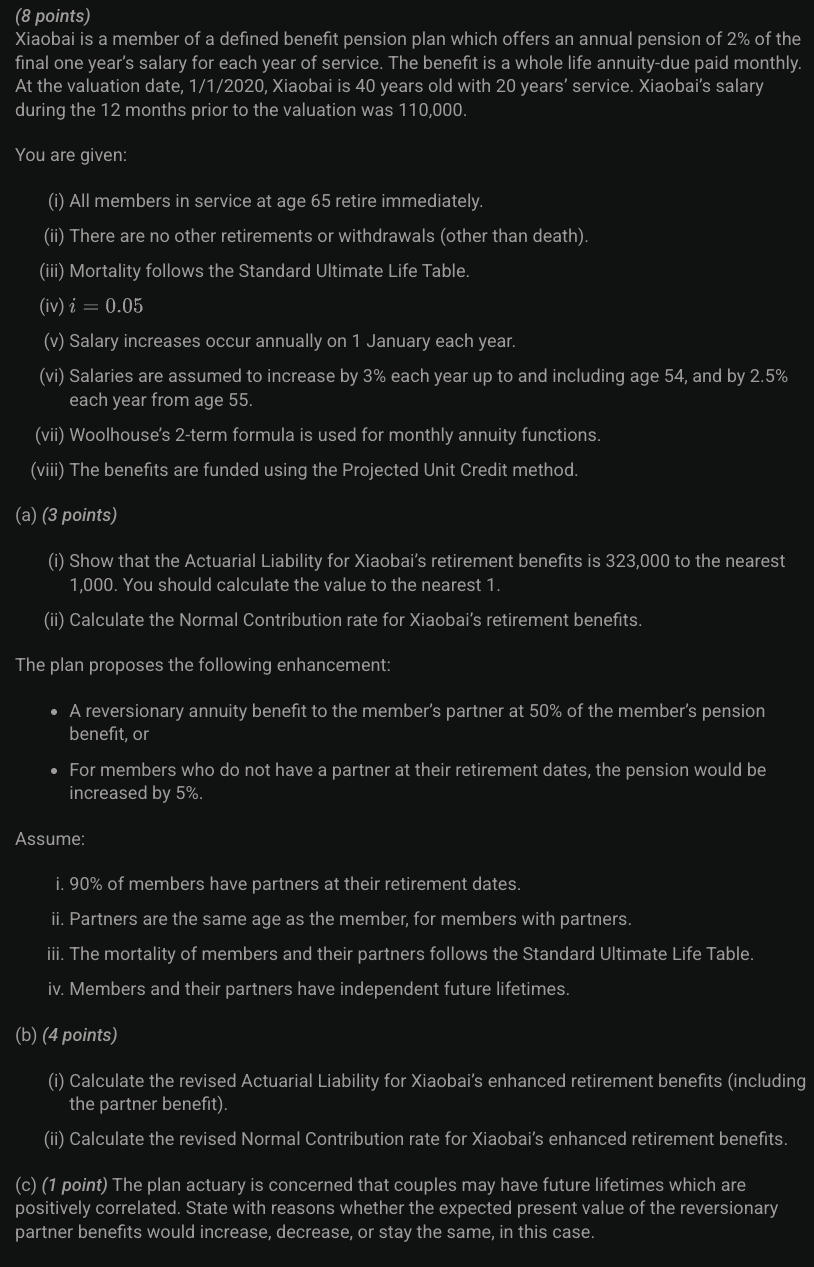 (8 points)
Xiaobai is a member of a defined benefit pension plan which offers an annual pension of 2% of the
final one year’s salary for each year of service. The benefit is a whole life annuity-due paid monthly.
At the valuation date, 1/1/2020, Xiaobai is 40 years old with 20 years’ service. Xiaobai’s salary
during the 12 months prior to the valuation was 110,000.
You are given:
(i) All members in service at age 65 retire immediately.
(ii) There are no other retirements or withdrawals (other than death).
(iii) Mortality follows the Standard Ultimate Life Table.
(iv) i = 0.05
(v) Salary increases occur annually on 1 January each year.
(vi) Salaries are assumed to increase by 3% each year up to and including age 54, and by 2.5%
each year from age 55.
(vii) Woolhouse’s 2-term formula is used for monthly annuity functions.
(viii) The benefits are funded using the Projected Unit Credit method.
(a) (3 points)
(i) Show that the Actuarial Liability for Xiaobai’s retirement benefits is 323,000 to the nearest
1,000. You should calculate the value to the nearest 1.
(ii) Calculate the Normal Contribution rate for Xiaobai’s retirement benefits.
The plan proposes the following enhancement:
• A reversionary annuity benefit to the member’s partner at 50% of the member’s pension
benefit, or
• For members who do not have a partner at their retirement dates, the pension would be
increased by 5%.
Assume:
i. 90% of members have partners at their retirement dates.
ii. Partners are the same age as the member, for members with partners.
iii. The mortality of members and their partners follows the Standard Ultimate Life Table.
iv. Members and their partners have independent future lifetimes.
(b) (4 points)
(i) Calculate the revised Actuarial Liability for Xiaobai’s enhanced retirement benefits (including
the partner benefit).
(ii) Calculate the revised Normal Contribution rate for Xiaobai’s enhanced retirement benefits.
(c) (1 point) The plan actuary is concerned that couples may have future lifetimes which are
positively correlated. State with reasons whether the expected present value of the reversionary
partner benefits would increase, decrease, or stay the same, in this case.